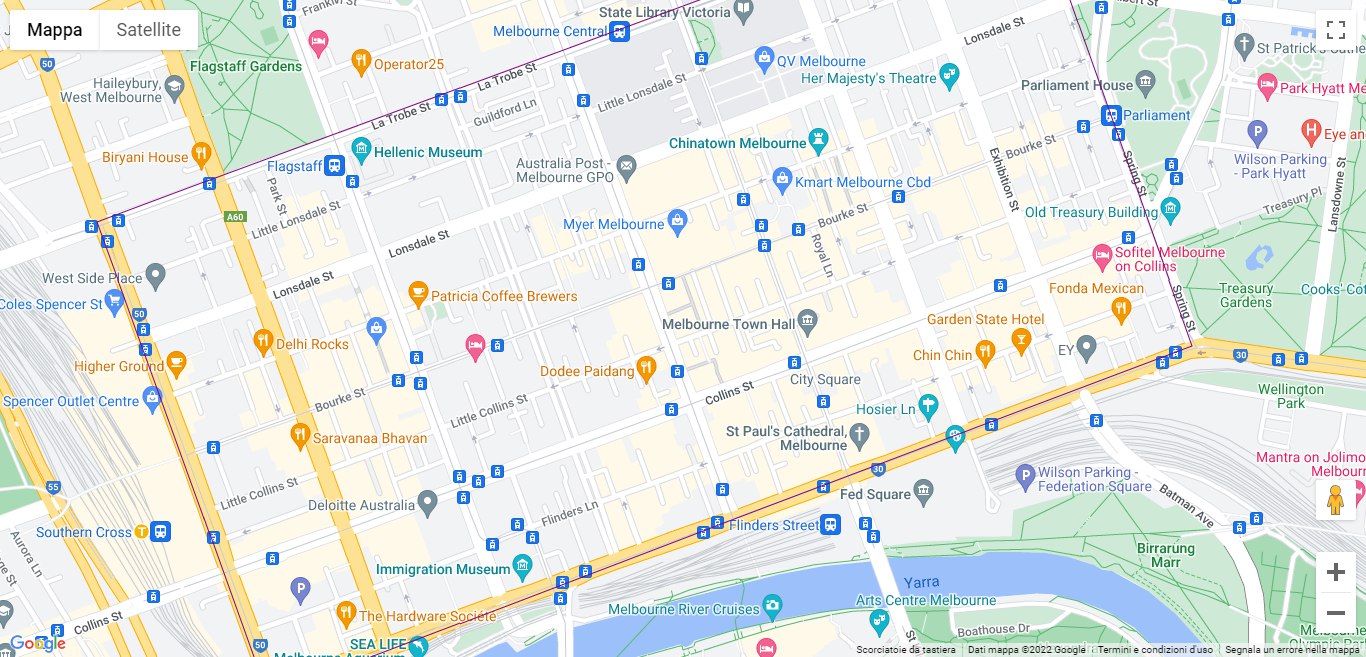 Mappa
Satellite
Franklin St
State Library Victoria
Lonsdale St
Melbourne Central
Flagstaff Gardens
Operator25
QV Melbourne
Her Majesty's Theatre
St Patrick's
Parliament House
Park Hyatt Me
50
Haileybury,
West Melbourne
La Trobe St
Little Lonsdale St
La Trobe St
Guildford Ln
Parliament
Eye and
Biryani House
Hellenic Museum
Chinatown Melbourne
Flagstaff
Australia Post -
Melbourne GPO
Exhibition St
Bourke St
Spring St
Wilson Parking
- Park Hyatt
Lansdowne St
Park St
Kmart Melbourne Cbd
Treasury Pl
A60
Little Lonsdale St
Myer Melbourne
Bourke St
Old Treasury Building
Lonsdale St
Royal Ln
Sofitel Melbourne
on Collins
West Side Place
Lonsdale St
Patricia Coffee Brewers
Fonda Mexican
Treasury
Gardens
Cooks' Cot
Coles Spencer St
50
Spring St
Melbourne Town Hall
Garden State Hotel
Delhi Rocks
Chin Chin
EY
30
Higher Ground
Dodee Paidang
City Square
Collins St
Bourke St
Little Collins St
Wellington
Park
Spencer Outlet Centre
Hosier Ln
Saravanaa Bhavan
St Paul's Cathedral,
Melbourne
Mantra on Jolimo
Melbour
30
Wilson Parking -
Federation Square
55
Little Collins St
Deloitte Australia
Fed Square
Batman Ave
Flinders Ln
Southern Cross
Flinders Street
Aurora Ln
Birrarung
Marr
Immigration Museum
Yarra
Melbourne River Cruises
Arts Centre Melbourne
Collins St
The Hardware Société
Boathouse Dr
50
SEA LIFE
Melbourne Aquarium
Google
Scorciatoie da tastiera
Dati mappa ©2022 Google
Termini e condizioni d'uso
Segnala un errore nella mappa